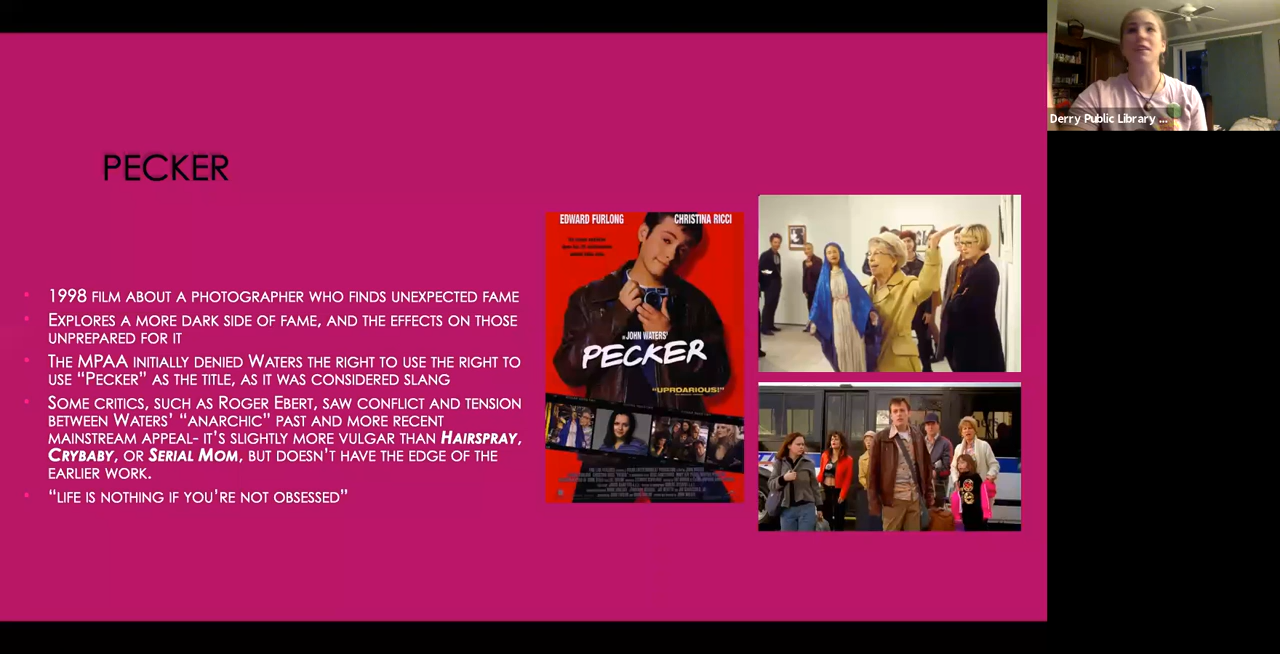 PECKER
1998 FILM ABOUT A PHOTOGRAPHER WHO FINDS UNEXPECTED FAME
EXPLORES A MORE DARK SIDE OF FAME, AND THE EFFECTS ON THOSE
UNPREPARED FOR IT
THE MPAA INITIALLY DENIED WATERS THE RIGHT TO USE THE RIGHT TO
USE “PECKER” AS THE TITLE, AS IT WAS CONSIDERED SLANG
SOME CRITICS, SUCH AS ROGER EBERT, SAW CONFLICT AND TENSION
BETWEEN WATERS’ “ANARCHIC” PAST AND MORE RECENT
MAINSTREAM APPEAL- IT’S SLIGHTLY MORE VULGAR THAN HAIRSPRAY,
CRYBABY, OR SERIAL MOM, BUT DOESN’T HAVE THE EDGE OF THE
EARLIER WORK.
“LIFE IS NOTHING IF YOU’RE NOT OBSESSED”
EDWARD FURLONG CHRISTINA RICCI
JOHN WATERS'
PECKER
"UPROARIOUS!"
Derry Public Library ...